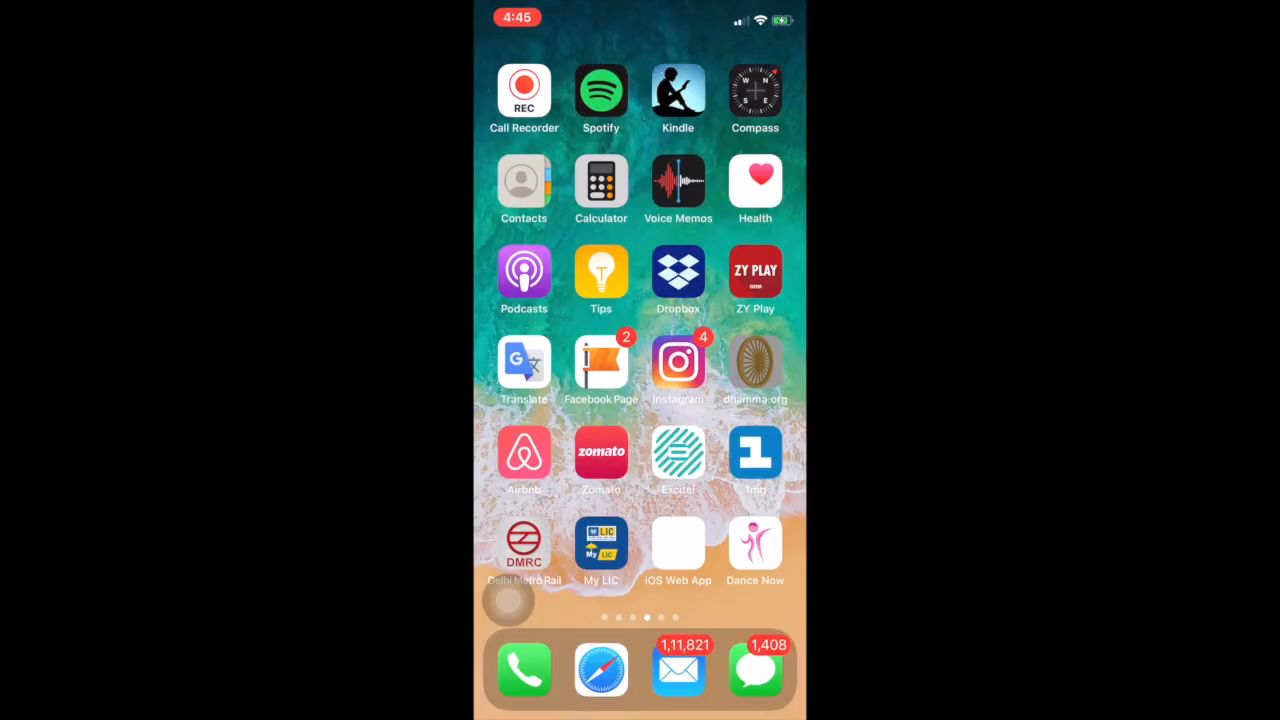 4:45
REC
W N
S E
Call Recorder Spotify Kindle Compass
Contacts Calculator Voice Memos Health
ZY PLAY
Podcasts Tips Dropbox ZY Play
2 4
G 文
Translate Facebook Page Instagram dhamma.org
zomato 1
Airbnb Zomato Excitel 1mg
DMRC LIC My LIC
Delhi Metro Rail My LIC iOS Web App Dance Now
1,11,821 1,408